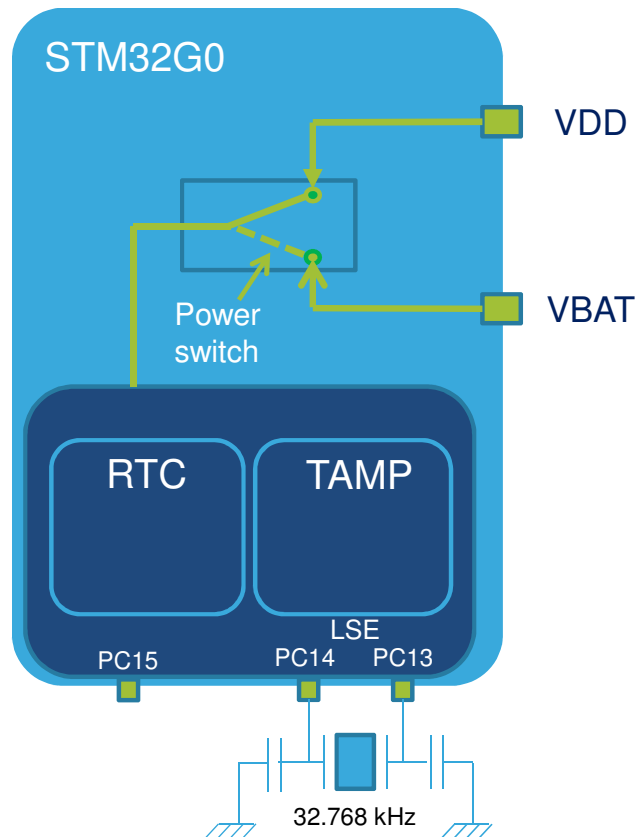 STM32G0
VDD
VBAT
Power
switch
RTC
TAMP
LSE
PC15
PC14
PC13
32.768 kHz